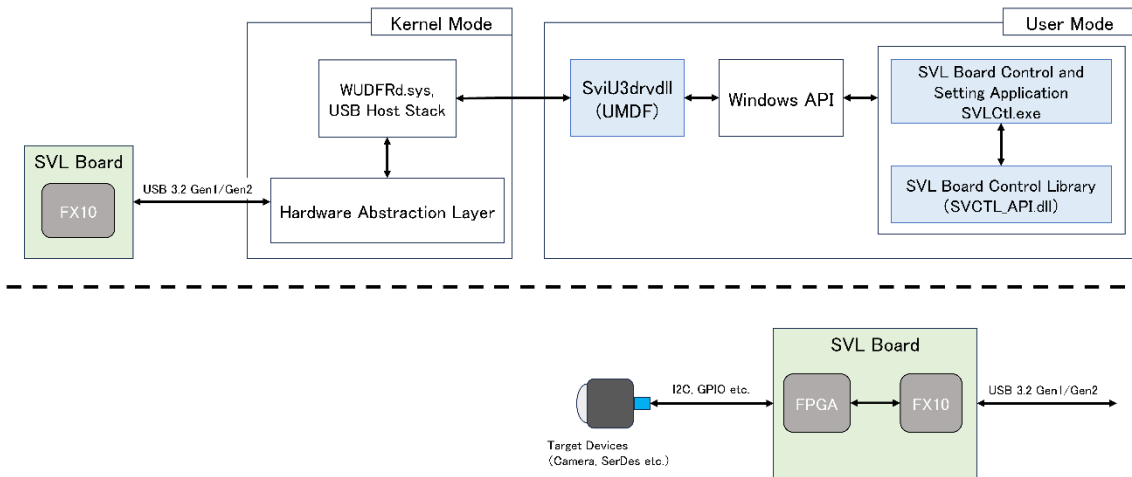 Kernel Mode
User Mode
WUDFRd.sys,
USB Host Stack
SviU3drvdll
(UMDF)
Windows API
SVL Board Control and
Setting Application
SVLCtl.exe
SVL Board
FX10
USB 3.2 Gen1/Gen2
Hardware Abstraction Layer
SVL Board Control Library
(SVCTL_API.dll)
SVL Board
I2C, GPIO etc.
FPGA
FX10
USB 3.2 Gen1/Gen2
Target Devices
(Camera, SerDes etc.)